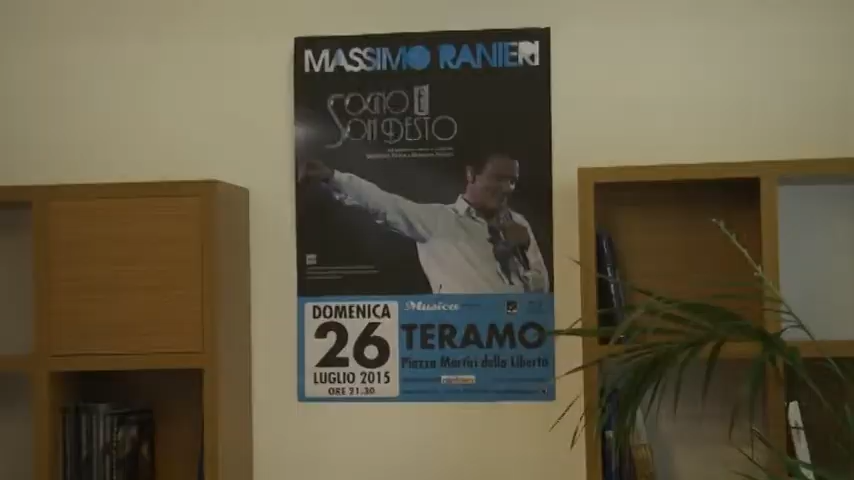 MASSIMO RANIERI
SOGNO E
SON DESTO
Musica
DOMENICA
26
LUGLIO 2015
ORE 21.30
TERAMO
Piazza Martiri della Libertà